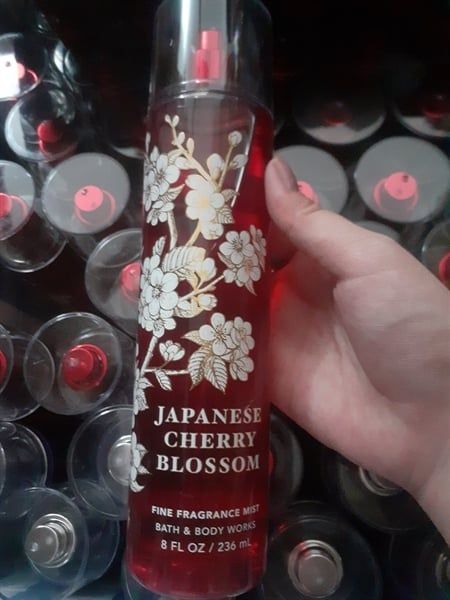 JAPANESE
CHERRY
BLOSSOM
FINE FRAGRANCE MIST
BATH & BODY WORKS
8 FL OZ / 236 mL